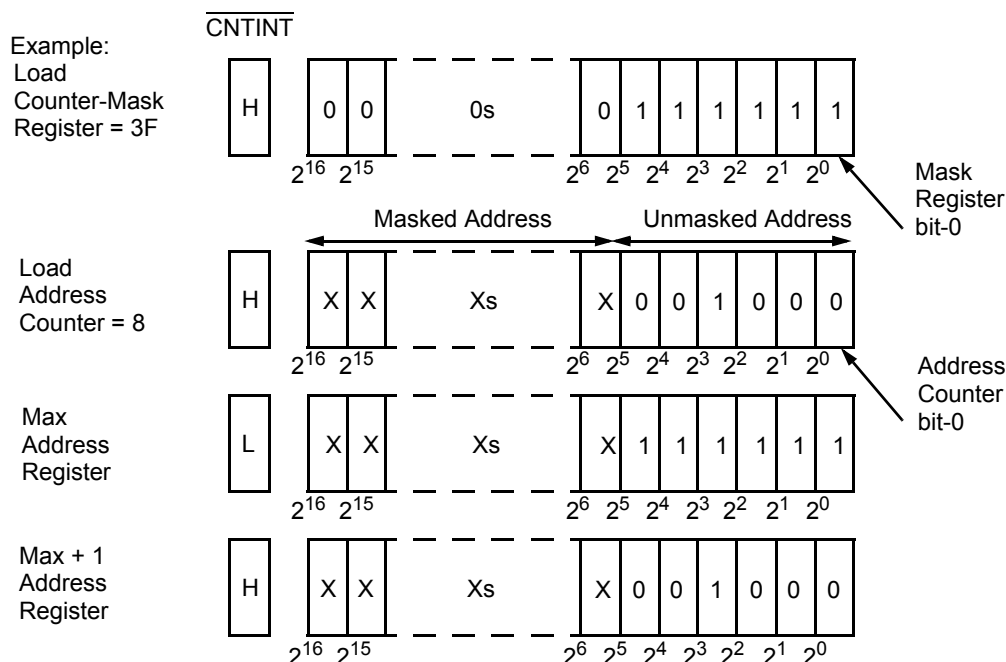 CNTINT
Example:
Load
Counter-Mask
Register = 3F
H
0 0 0s 0 1 1 1 1 1 1
2^16 2^15 2^6 2^5 2^4 2^3 2^2 2^1 2^0
Mask
Register
bit-0
Masked Address Unmasked Address
Load
Address
Counter = 8
H
X X Xs X 0 0 1 0 0 0
2^16 2^15 2^6 2^5 2^4 2^3 2^2 2^1 2^0
Address
Counter
bit-0
Max
Address
Register
L
X X Xs X 1 1 1 1 1 1
2^16 2^15 2^6 2^5 2^4 2^3 2^2 2^1 2^0
Max + 1
Address
Register
H
X X Xs X 0 0 1 0 0 0
2^16 2^15 2^6 2^5 2^4 2^3 2^2 2^1 2^0